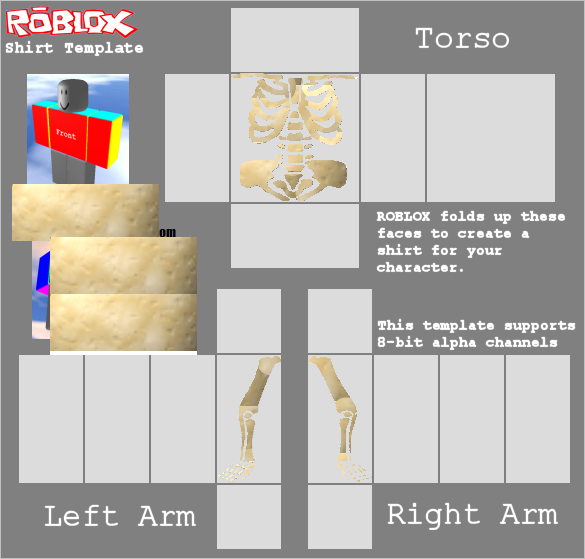 ROBLOX
Shirt Template
Torso
Front
om
ROBLOX folds up these
faces to create a
shirt for your
character.
This template supports
8-bit alpha channels
Left Arm
Right Arm